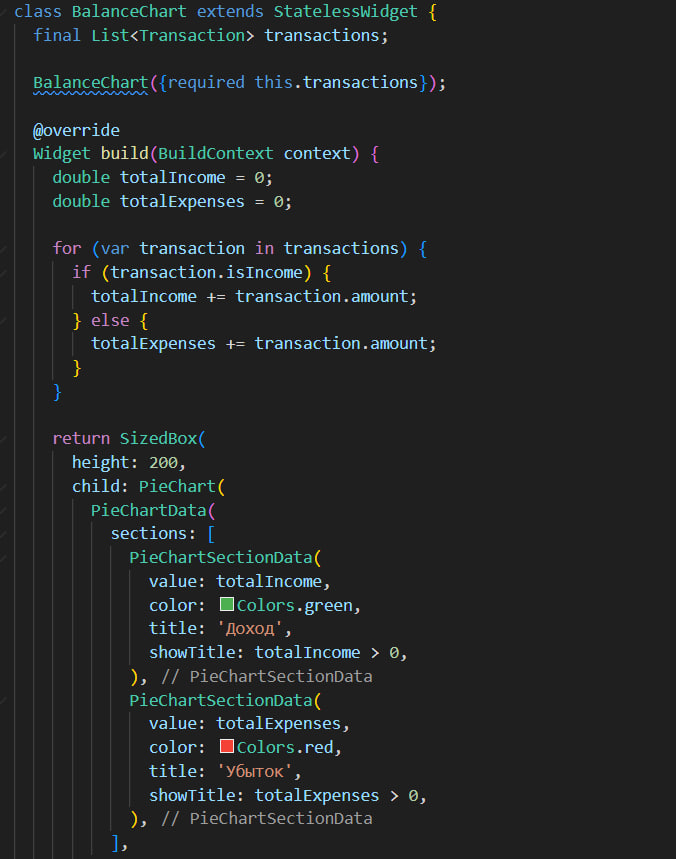 class BalanceChart extends StatelessWidget {
  final List<Transaction> transactions;

  BalanceChart({required this.transactions});

  @override
  Widget build(BuildContext context) {
    double totalIncome = 0;
    double totalExpenses = 0;

    for (var transaction in transactions) {
      if (transaction.isIncome) {
        totalIncome += transaction.amount;
      } else {
        totalExpenses += transaction.amount;
      }
    }

    return SizedBox(
      height: 200,
      child: PieChart(
        PieChartData(
          sections: [
            PieChartSectionData(
              value: totalIncome,
              color: Colors.green,
              title: 'Доход',
              showTitle: totalIncome > 0,
            ), // PieChartSectionData
            PieChartSectionData(
              value: totalExpenses,
              color: Colors.red,
              title: 'Убыток',
              showTitle: totalExpenses > 0,
            ), // PieChartSectionData
          ],